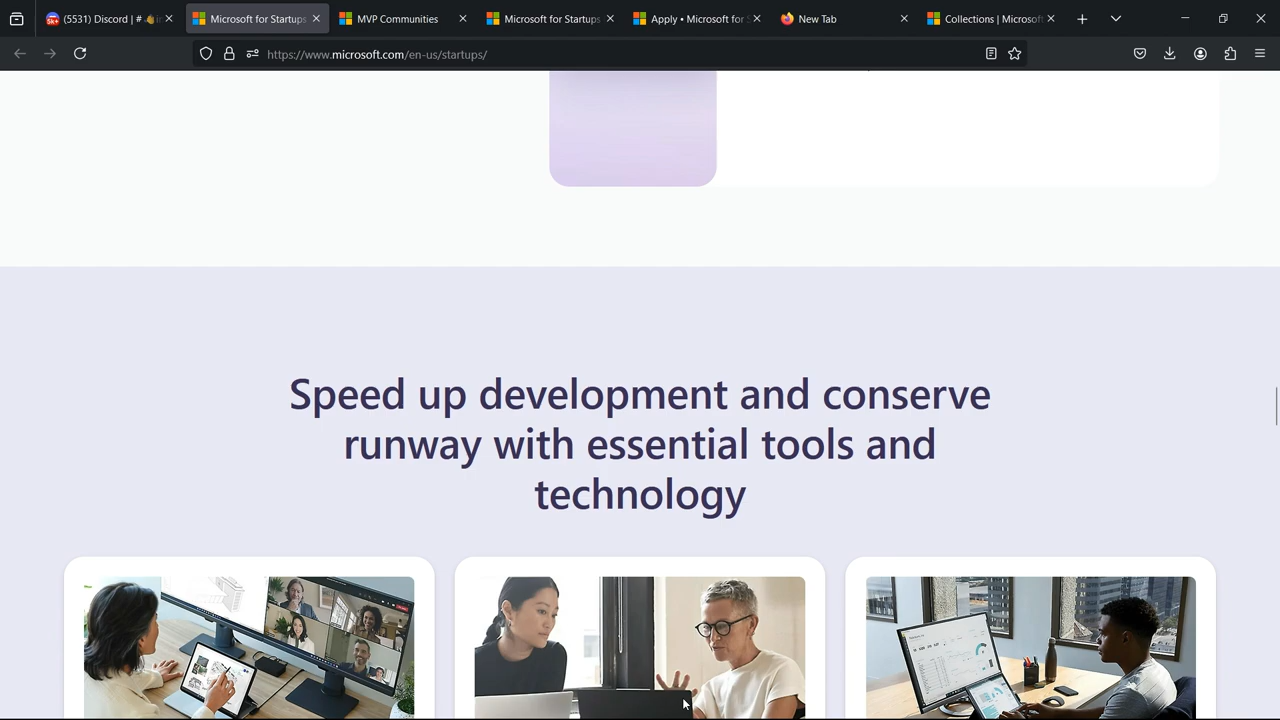 (5531) Discord | #
Microsoft for Startups
MVP Communities
Microsoft for Startups
Apply • Microsoft for S
New Tab
Collections | Microsoft
https://www.microsoft.com/en-us/startups/
Speed up development and conserve
runway with essential tools and
technology